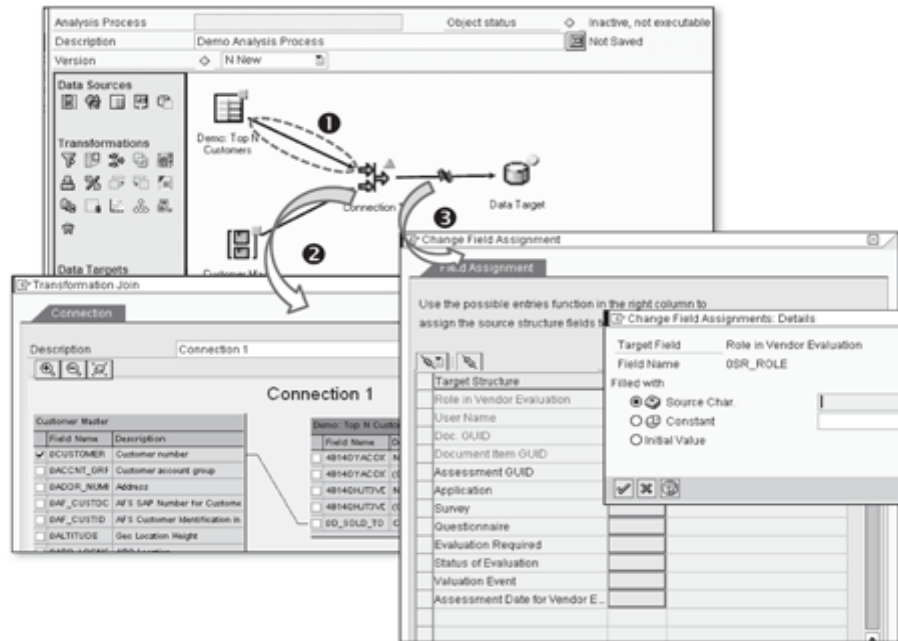 Analysis Process
Object status
Inactive, not executable
Description
Demo Analysis Process
Not Saved
Version
N New
Data Sources
Transformations
Data Targets
Demo: Top N
Customers
1
Connection
Data Target
2
3
Transformation Join
Connection
Description
Connection 1
Connection 1
Customer Master
Field Name Description
0CUSTOMER Customer number
0ACCNT_GRP Customer account group
0ADDR_NUMI Address
0AF_CUSTDC AFS SAP Number for Custome
0AF_CUSTID AFS Customer Identification in
0ALTITUDE Geo Location Height
Demo: Top N Custo
Field Name
0D_SOLD_TO
Change Field Assignment
Field Assignment
Use the possible entries function in the right column to
assign the source structure fields t
Target Structure
Role in Vendor Evaluation
User Name
Doc. GUID
Document Item GUID
Assessment GUID
Application
Survey
Questionnaire
Evaluation Required
Status of Evaluation
Valuation Event
Assessment Date for Vendor E...
Change Field Assignments: Details
Target Field Role in Vendor Evaluation
Field Name 0SR_ROLE
Filled with
Source Char.
Constant
Initial Value